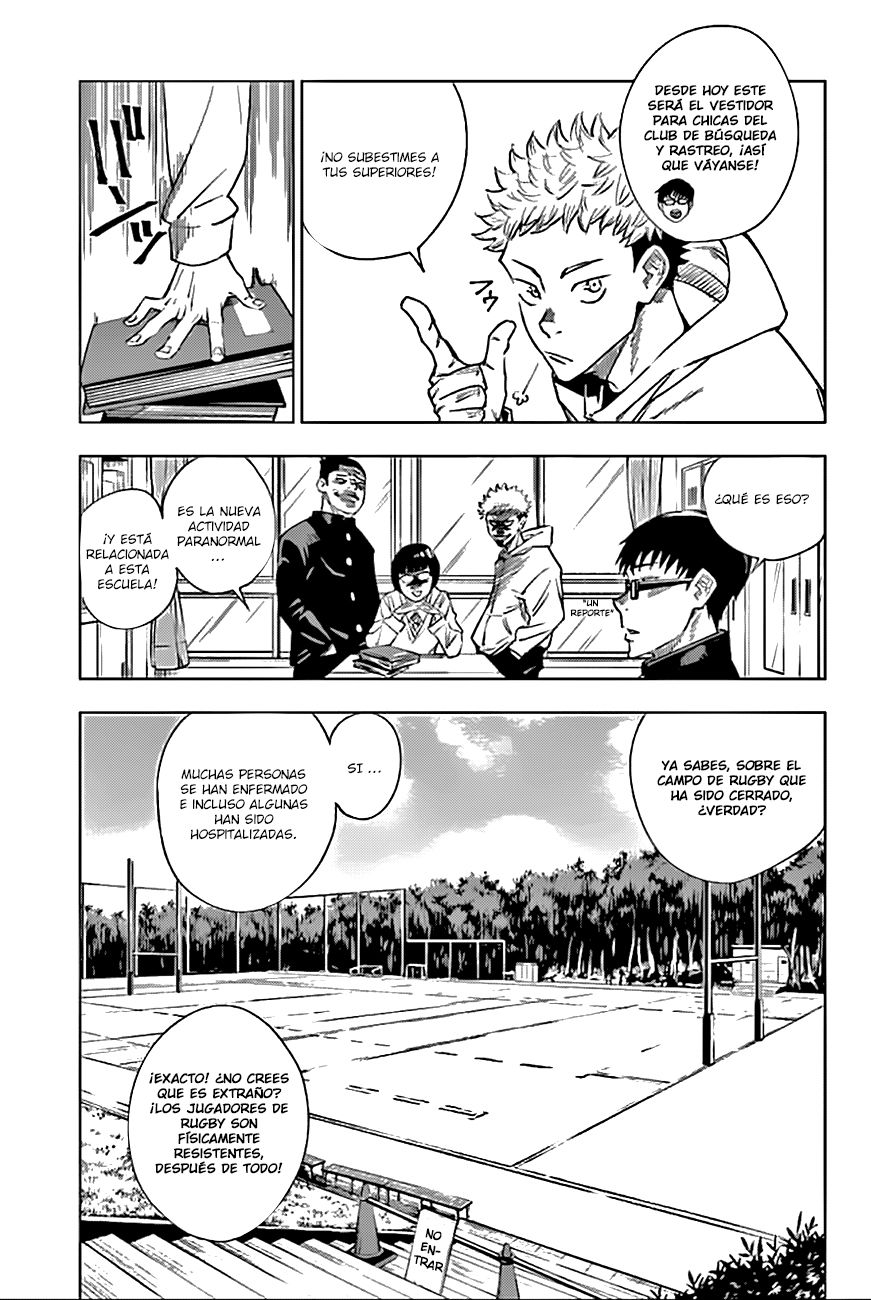 DESDE HOY ESTE
SERÁ EL VESTIDOR
PARA CHICAS DEL
CLUB DE BÚSQUEDA
Y RASTREO, ¡ASÍ
QUE VÁYANSE!
¡NO SUBESTIMES A
TUS SUPERIORES!
¿QUÉ ES ESO?
"UN
REPORTE"
ES LA NUEVA
ACTIVIDAD
PARANORMAL
...
¡Y ESTÁ
RELACIONADA
A ESTA
ESCUELA!
YA SABES, SOBRE EL
CAMPO DE RUGBY QUE
HA SIDO CERRADO,
¿VERDAD?
SI ...
MUCHAS PERSONAS
SE HAN ENFERMADO
E INCLUSO ALGUNAS
HAN SIDO
HOSPITALIZADAS.
¡EXACTO! ¿NO CREES
QUE ES EXTRAÑO?
¡LOS JUGADORES DE
RUGBY SON
FÍSICAMENTE
RESISTENTES,
DESPUÉS DE TODO!
NO
EN-
TRAR